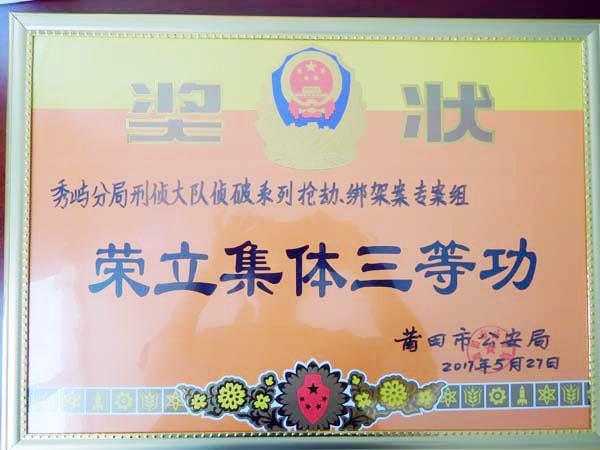 奖状
秀屿分局刑侦大队侦破系列抢劫、绑架案专案组
荣立集体三等功
莆田市公安局
2017年5月27日